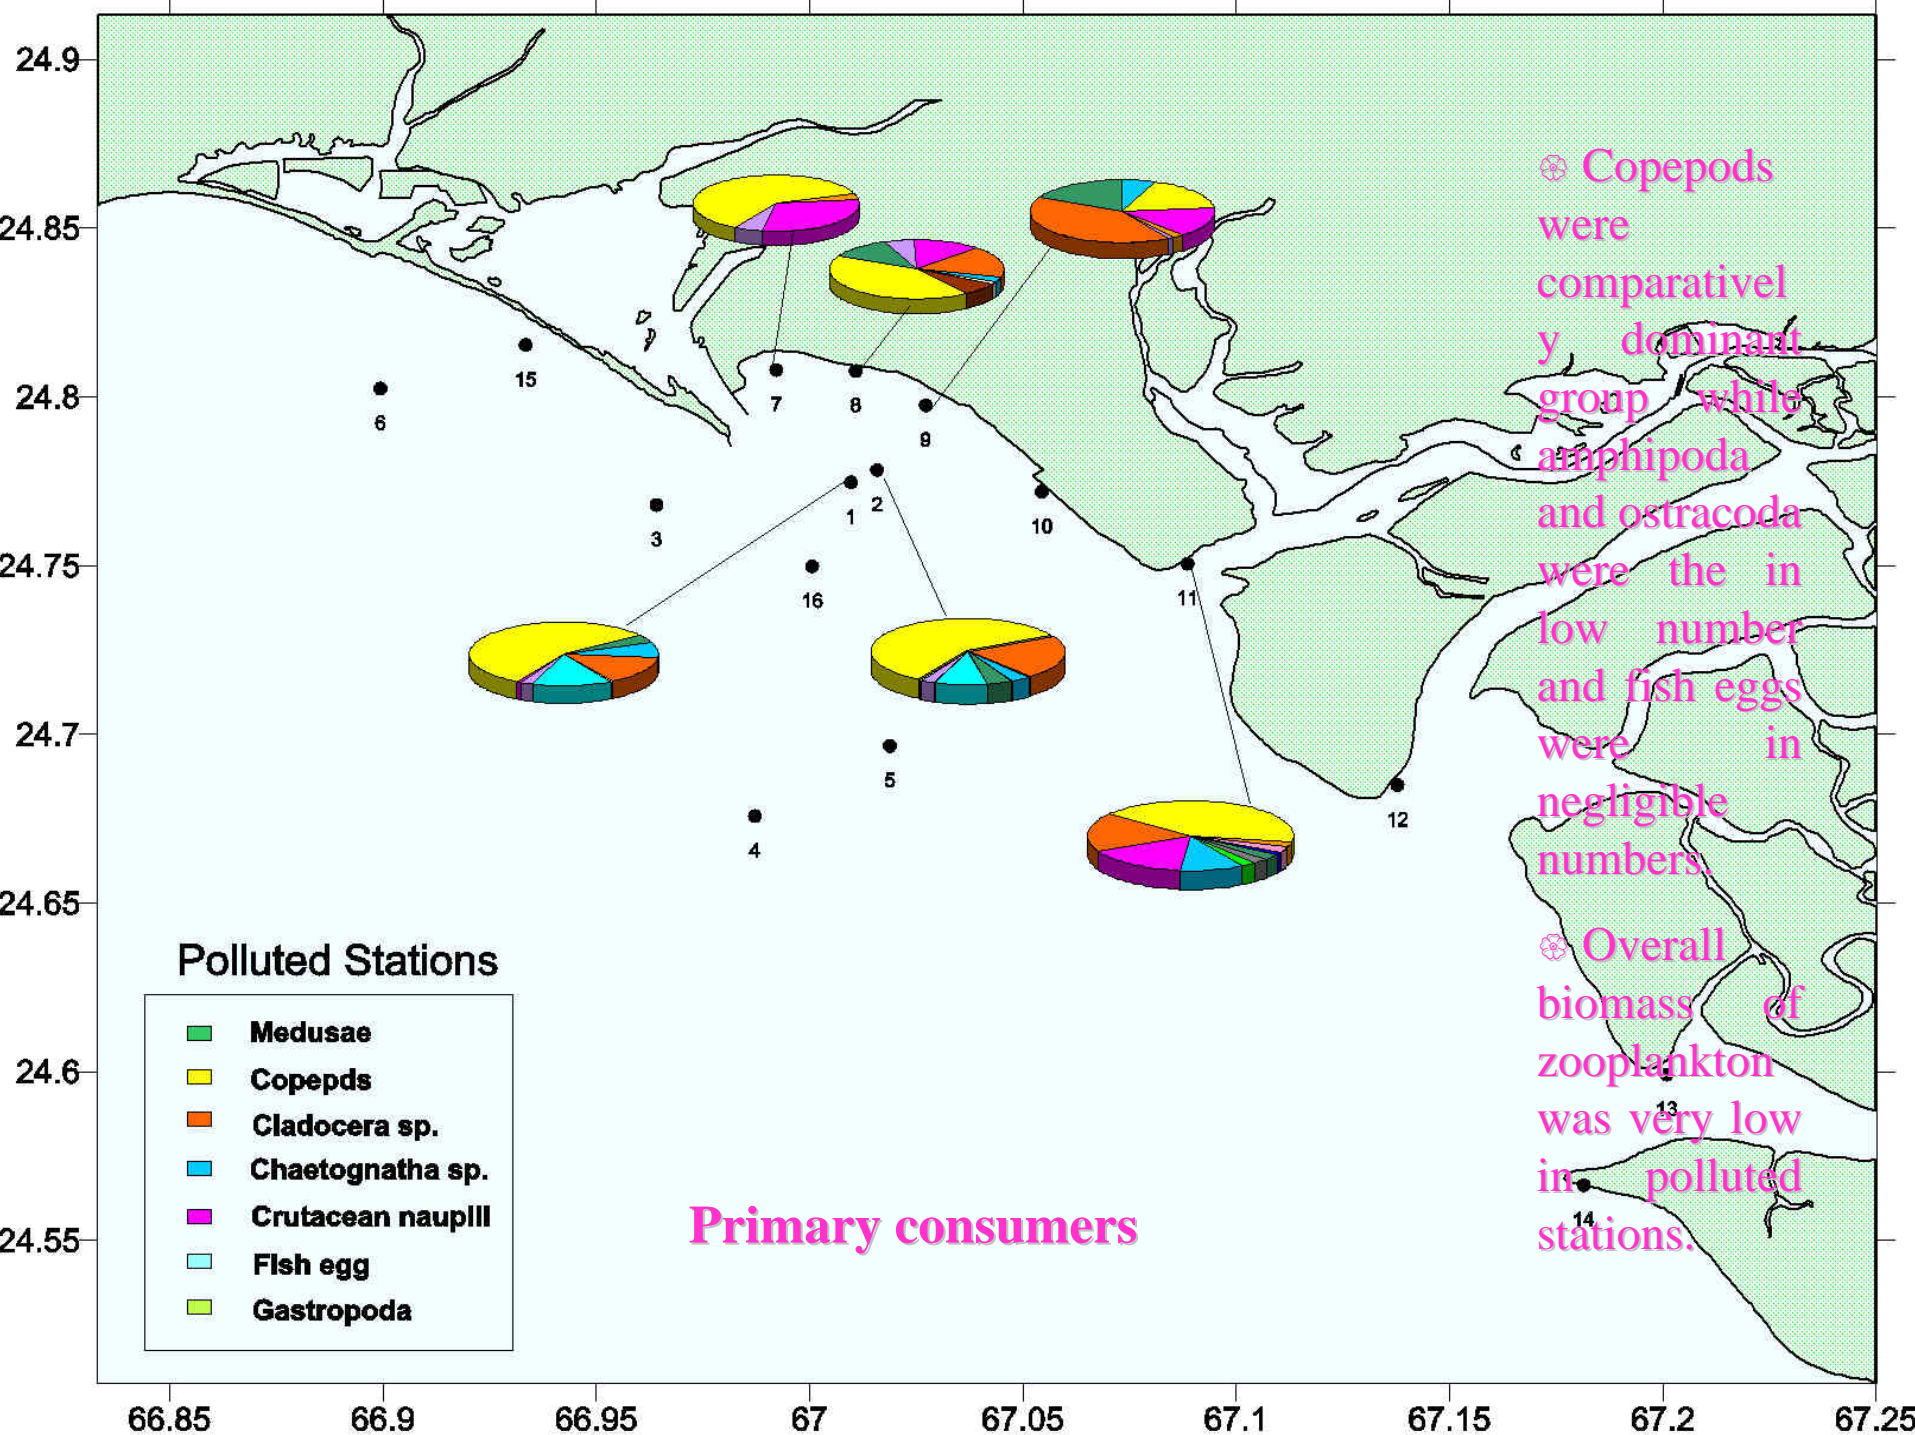 24.9
24.85
24.8
24.75
24.7
24.65
24.6
24.55
15
6
7
8
9
3
1
2
10
16
11
5
4
12
13
14
❀ Copepods
were
comparativel
y dominant
group while
amphipoda
and ostracoda
were the in
low number
and fish eggs
were in
negligible
numbers.
❀ Overall
biomass of
zooplankton
was very low
in polluted
stations.
Polluted Stations
Medusae
Copepds
Cladocera sp.
Chaetognatha sp.
Crutacean nauplII
FIsh egg
Gastropoda
Primary consumers
66.85 66.9 66.95 67 67.05 67.1 67.15 67.2 67.25